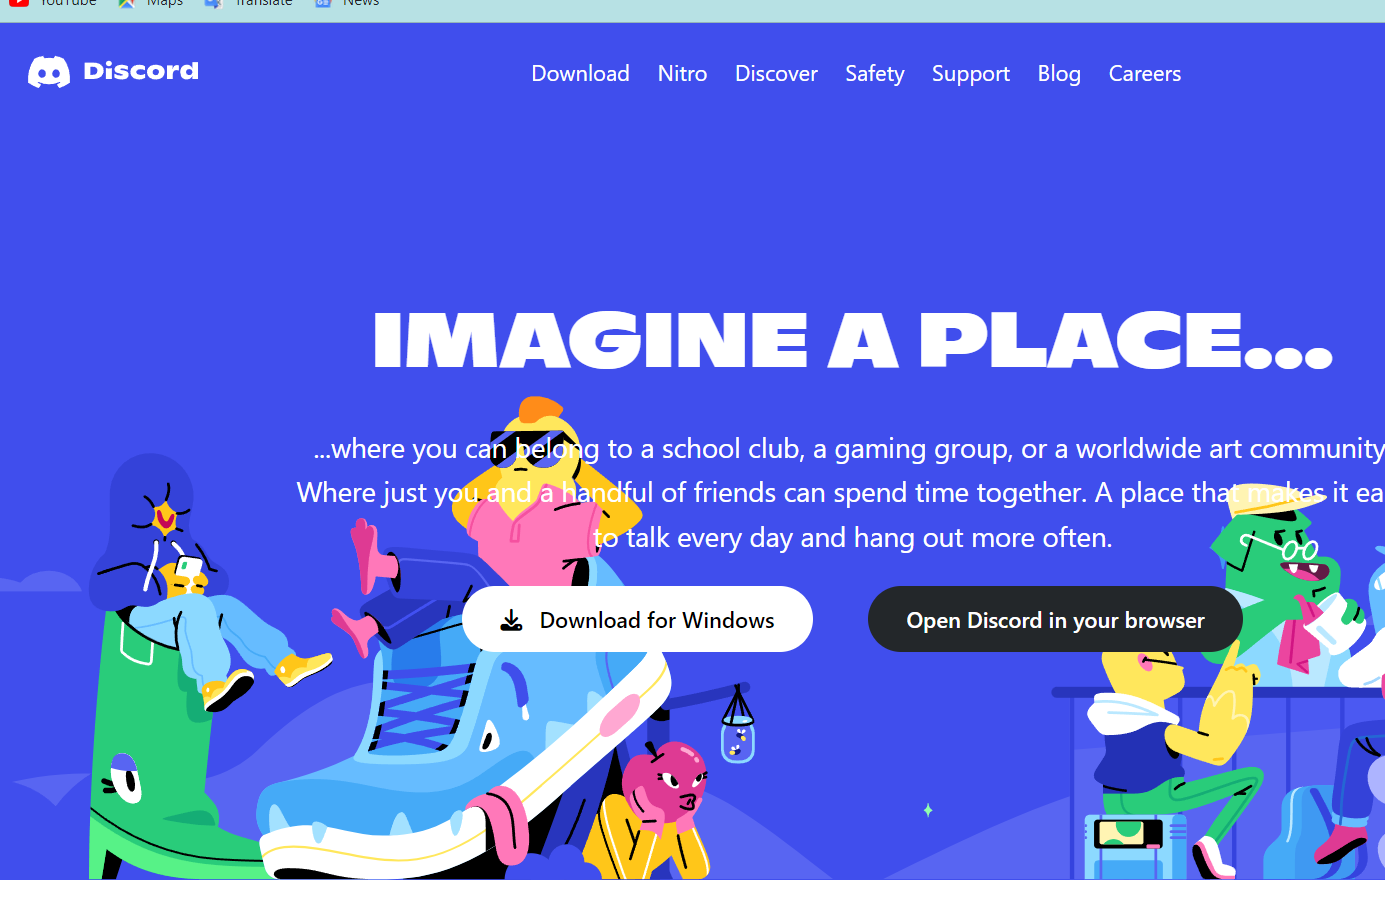 YouTube Maps Translate News
Discord Download Nitro Discover Safety Support Blog Careers
IMAGINE A PLACE...
...where you can belong to a school club, a gaming group, or a worldwide art community
Where just you and a handful of friends can spend time together. A place that makes it ea
to talk every day and hang out more often.
Download for Windows Open Discord in your browser